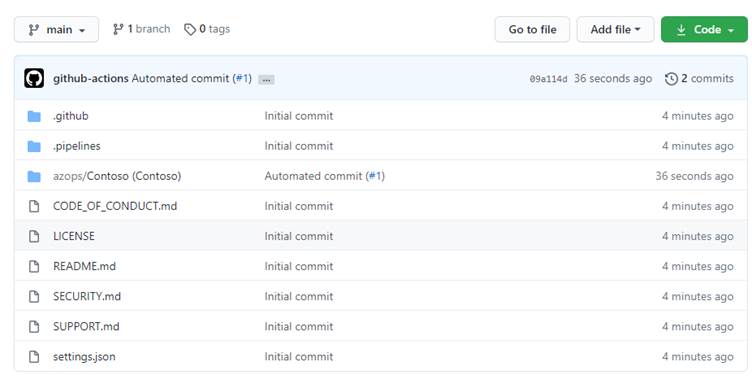 main 1 branch 0 tags Go to file Add file Code
github-actions Automated commit (#1) ... 09a114d 36 seconds ago 2 commits
.github Initial commit 4 minutes ago
.pipelines Initial commit 4 minutes ago
azops/Contoso (Contoso) Automated commit (#1) 36 seconds ago
CODE_OF_CONDUCT.md Initial commit 4 minutes ago
LICENSE Initial commit 4 minutes ago
README.md Initial commit 4 minutes ago
SECURITY.md Initial commit 4 minutes ago
SUPPORT.md Initial commit 4 minutes ago
settings.json Initial commit 4 minutes ago